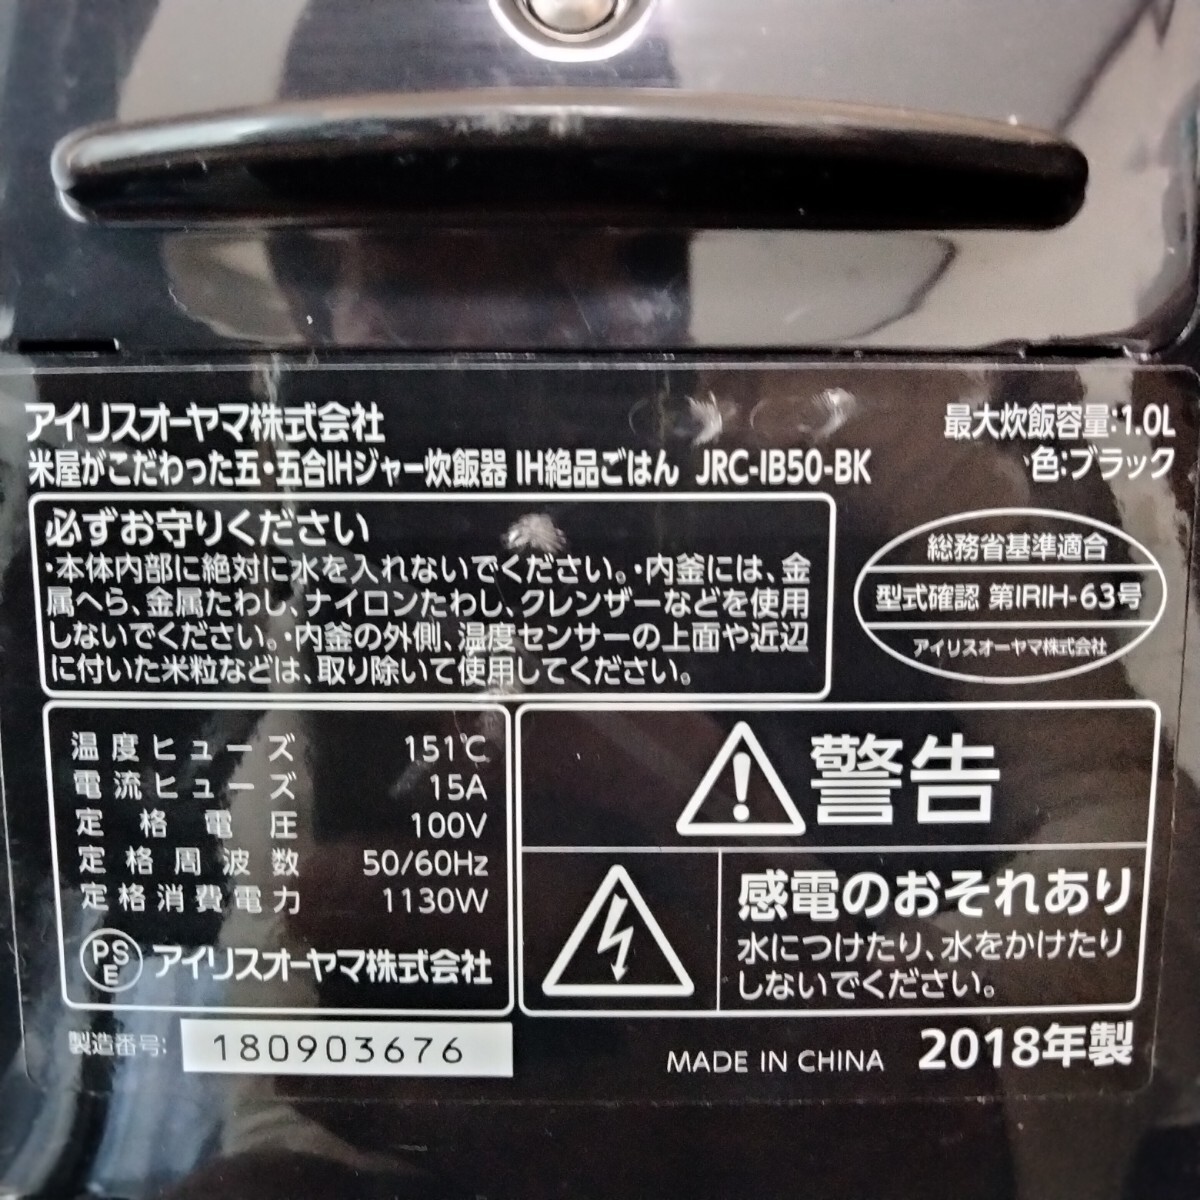 アイリスオーヤマ株式会社
最大炊飯容量:1.0L
米屋がこだわった五・五合IHジャー炊飯器 IH絶品ごはん JRC-IB50-BK
色:ブラック
必ずお守りください
・本体内部に絶対に水を入れないでください。・内釜には、金
属へら、金属たわし、ナイロンたわし、クレンザーなどを使用
しないでください。・内釜の外側、温度センサーの上面や近辺
に付いた米粒などは、取り除いて使用してください。
総務省基準適合
型式確認 第IRIH-63号
アイリスオーヤマ株式会社
温度ヒューズ 151℃
電流ヒューズ 15A
定格電圧 100V
定格周波数 50/60Hz
定格消費電力 1130W
PSE アイリスオーヤマ株式会社
警告
感電のおそれあり
水につけたり、水をかけたり
しないでください。
製造番号: 180903676
MADE IN CHINA 2018年製